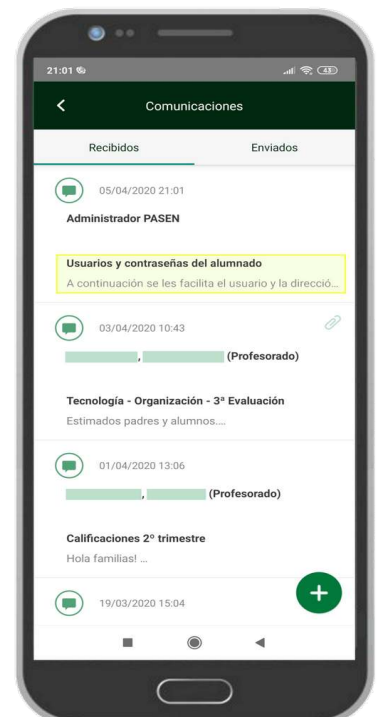 21:01
43
Comunicaciones
Recibidos
Enviados
05/04/2020 21:01
Administrador PASEN
Usuarios y contraseñas del alumnado
A continuación se les facilita el usuario y la direcció...
03/04/2020 10:43
, (Profesorado)
Tecnología - Organización - 3ª Evaluación
Estimados padres y alumnos....
01/04/2020 13:06
, (Profesorado)
Calificaciones 2º trimestre
Hola familias! ...
19/03/2020 15:04